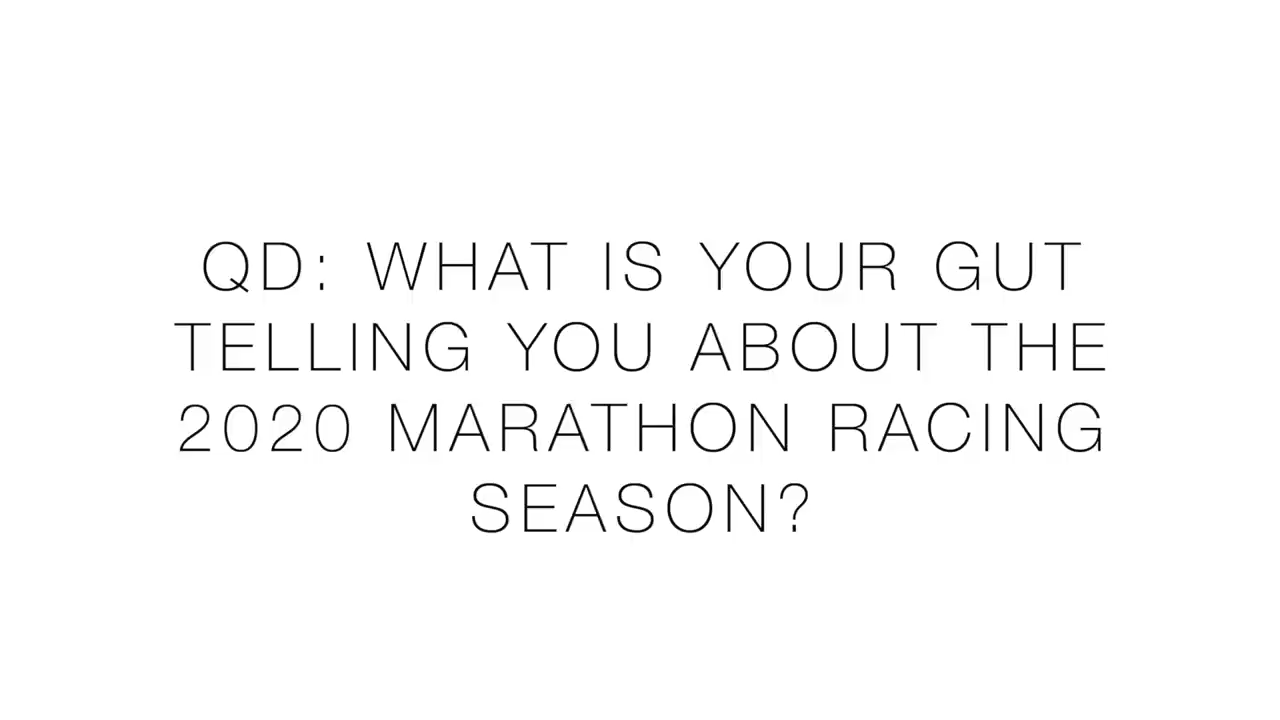 QD: WHAT IS YOUR GUT
TELLING YOU ABOUT THE
2020 MARATHON RACING
SEASON?